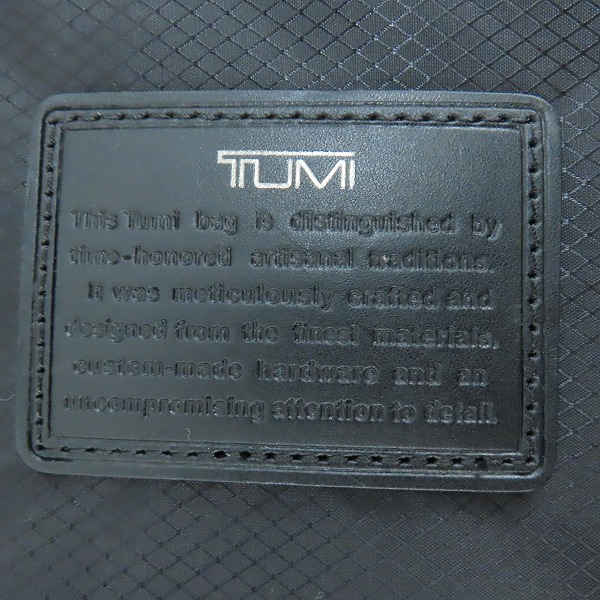 TUMI
This Tumi bag is distinguished by
time-honored artisanal traditions.
It was meticulously crafted and
designed from the finest materials,
custom-made hardware and an
uncompromising attention to detail.